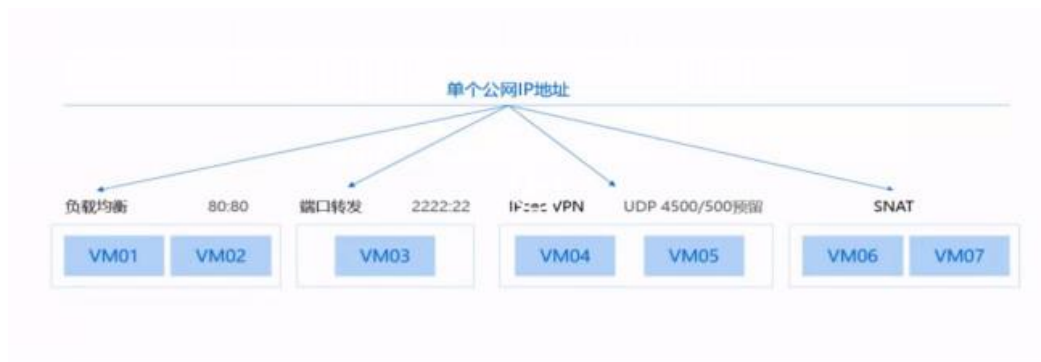 单个公网IP地址
负载均衡 80:80 端口转发 2222:22 VPN UDP 4500/500预留 SNAT
VM01 VM02 VM03 VM04 VM05 VM06 VM07